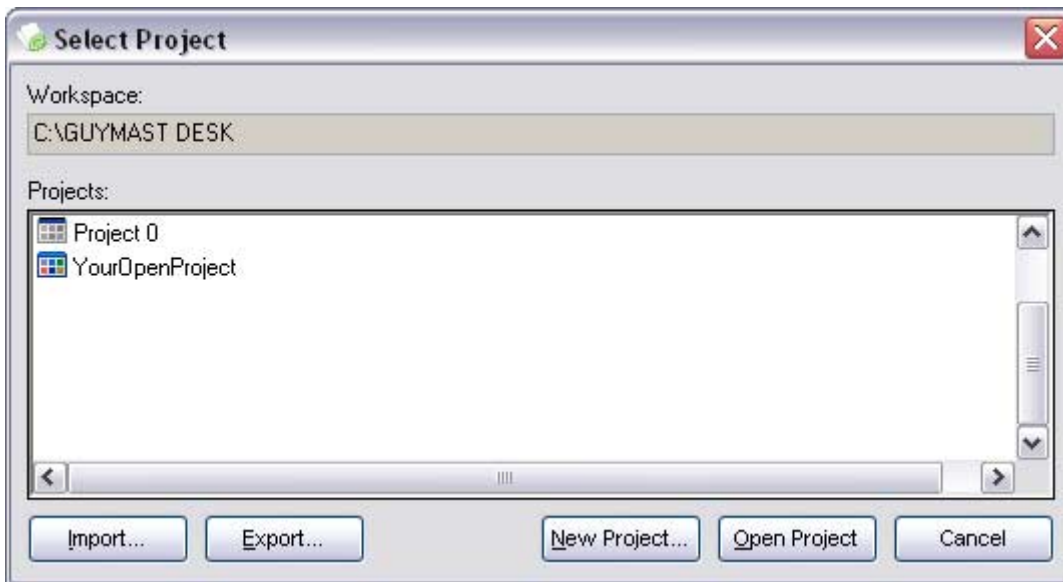 Select Project
Workspace:
C:\GUYMAST DESK
Projects:
Project 0
YourOpenProject
Import... Export... New Project... Open Project Cancel